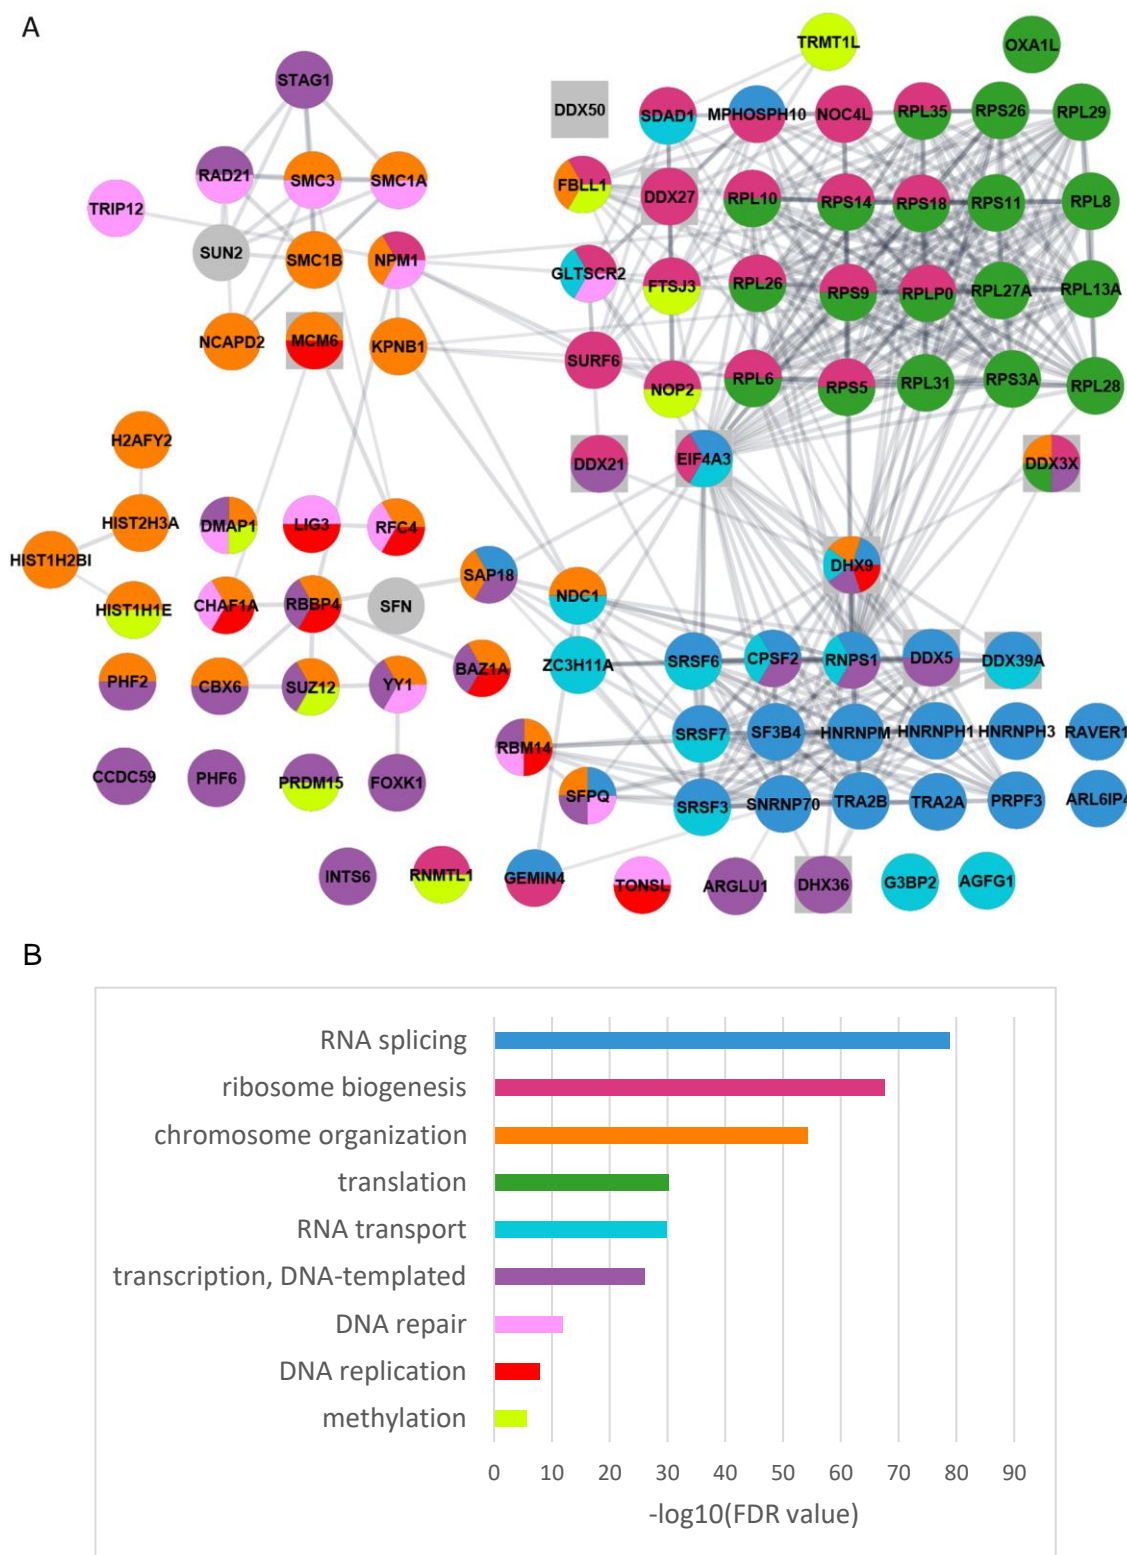 A
TRMT1L
OXA1L
STAG1
DDX50
SDAD1
MPHOSPH10
NOC4L
RPL35
RPS26
RPL29
RAD21
SMC3
SMC1A
FBLL1
DDX27
RPL10
RPS14
RPS18
RPS11
RPL8
TRIP12
SUN2
SMC1B
NPM1
GLTSCR2
FTSJ3
RPL26
RPS9
RPLP0
RPL27A
RPL13A
NCAPD2
MCM6
KPNB1
SURF6
NOP2
RPL6
RPS5
RPL31
RPS3A
RPL28
H2AFY2
DDX21
EIF4A3
DDX3X
HIST2H3A
DMAP1
LIG3
RFC4
HIST1H2BI
DHX9
SAP18
NDC1
HIST1H1E
CHAF1A
RBBP4
SFN
ZC3H11A
SRSF6
CPSF2
RNPS1
DDX5
DDX39A
PHF2
CBX6
SUZ12
YY1
BAZ1A
RBM14
SRSF7
SF3B4
HNRNPM
HNRNPH1
HNRNPH3
RAVER1
CCDC59
PHF6
PRDM15
FOXK1
SFPQ
SRSF3
SNRNP70
TRA2B
TRA2A
PRPF3
ARL6IP4
INTS6
RNMTL1
GEMIN4
TONSL
ARGLU1
DHX36
G3BP2
AGFG1
B
RNA splicing
ribosome biogenesis
chromosome organization
translation
RNA transport
transcription, DNA-templated
DNA repair
DNA replication
methylation
0 10 20 30 40 50 60 70 80 90
-log10(FDR value)